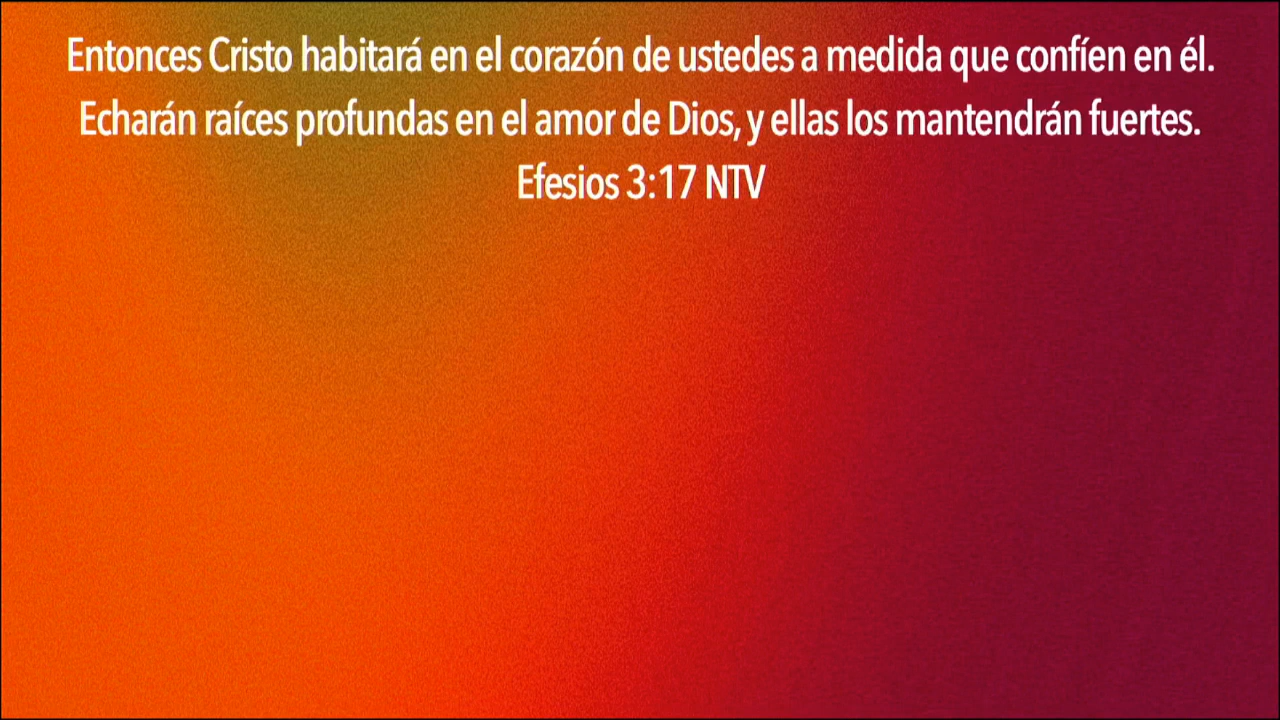 Entonces Cristo habitará en el corazón de ustedes a medida que confíen en él.
Echarán raíces profundas en el amor de Dios, y ellas los mantendrán fuertes.
Efesios 3:17 NTV